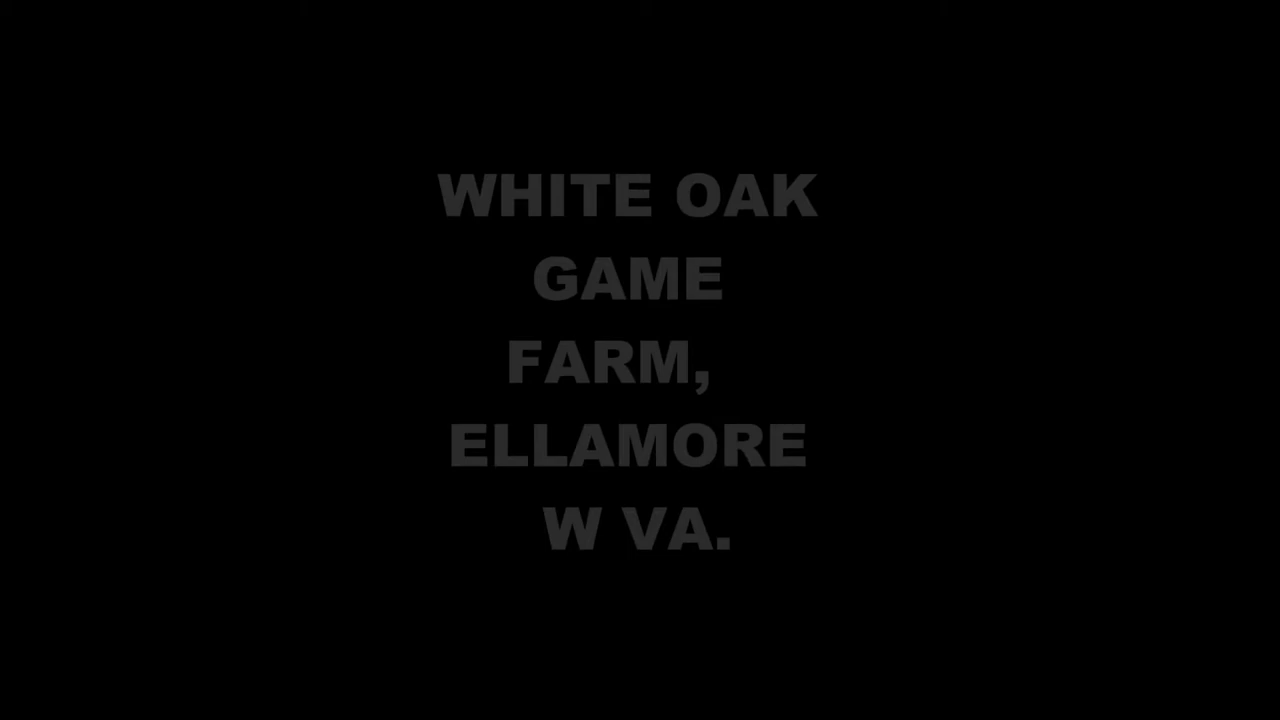 WHITE OAK
GAME
FARM,
ELLAMORE
W VA.